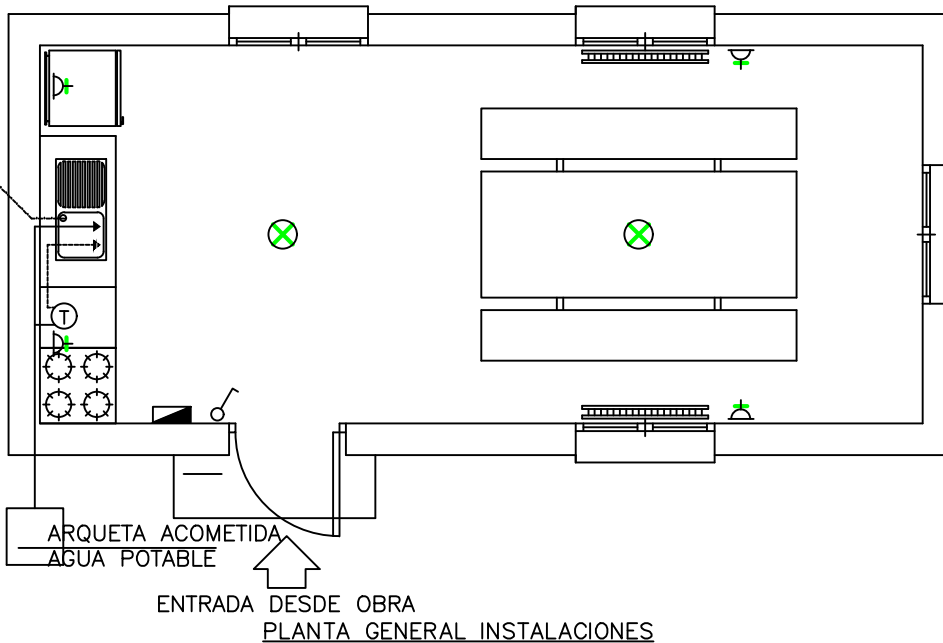 T
ARQUETA ACOMETIDA
AGUA POTABLE
ENTRADA DESDE OBRA
PLANTA GENERAL INSTALACIONES